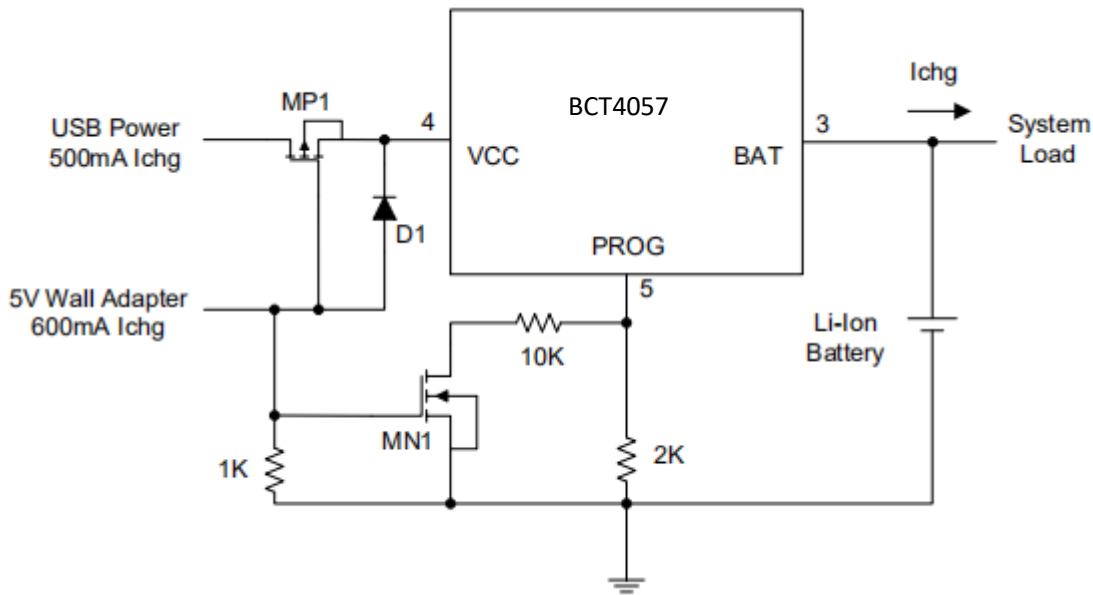 BCT4057
Ichg
MP1
4
3
USB Power
500mA Ichg
System
Load
VCC
BAT
D1
PROG
5
5V Wall Adapter
600mA Ichg
Li-Ion
Battery
10K
MN1
1K
2K